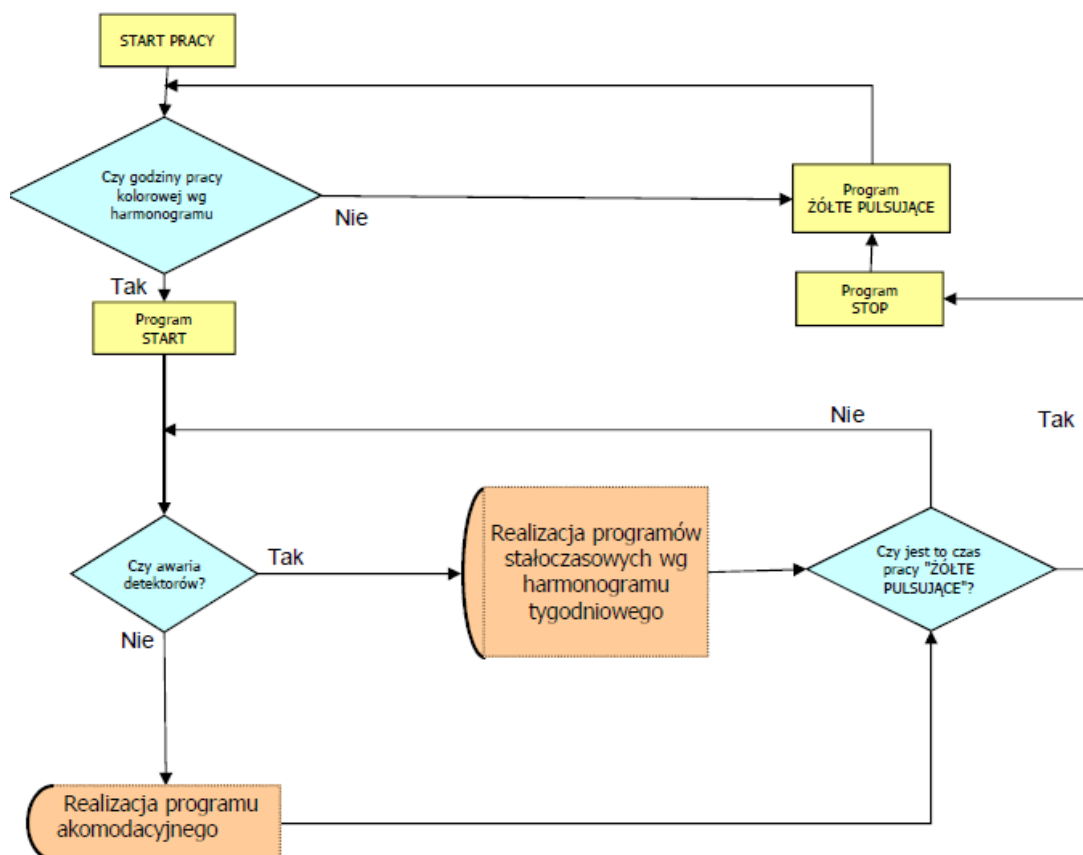 START PRACY
Czy godziny pracy
kolorowej wg
harmonogramu
Nie
Program
ŻÓŁTE PULSUJĄCE
Tak
Program
STOP
Program
START
Nie
Tak
Czy awaria
detektorów?
Tak
Realizacja programów
stałoczasowych wg
harmonogramu
tygodniowego
Czy jest to czas
pracy "ŻÓŁTE
PULSUJĄCE"?
Nie
Realizacja programu
akomodacyjnego